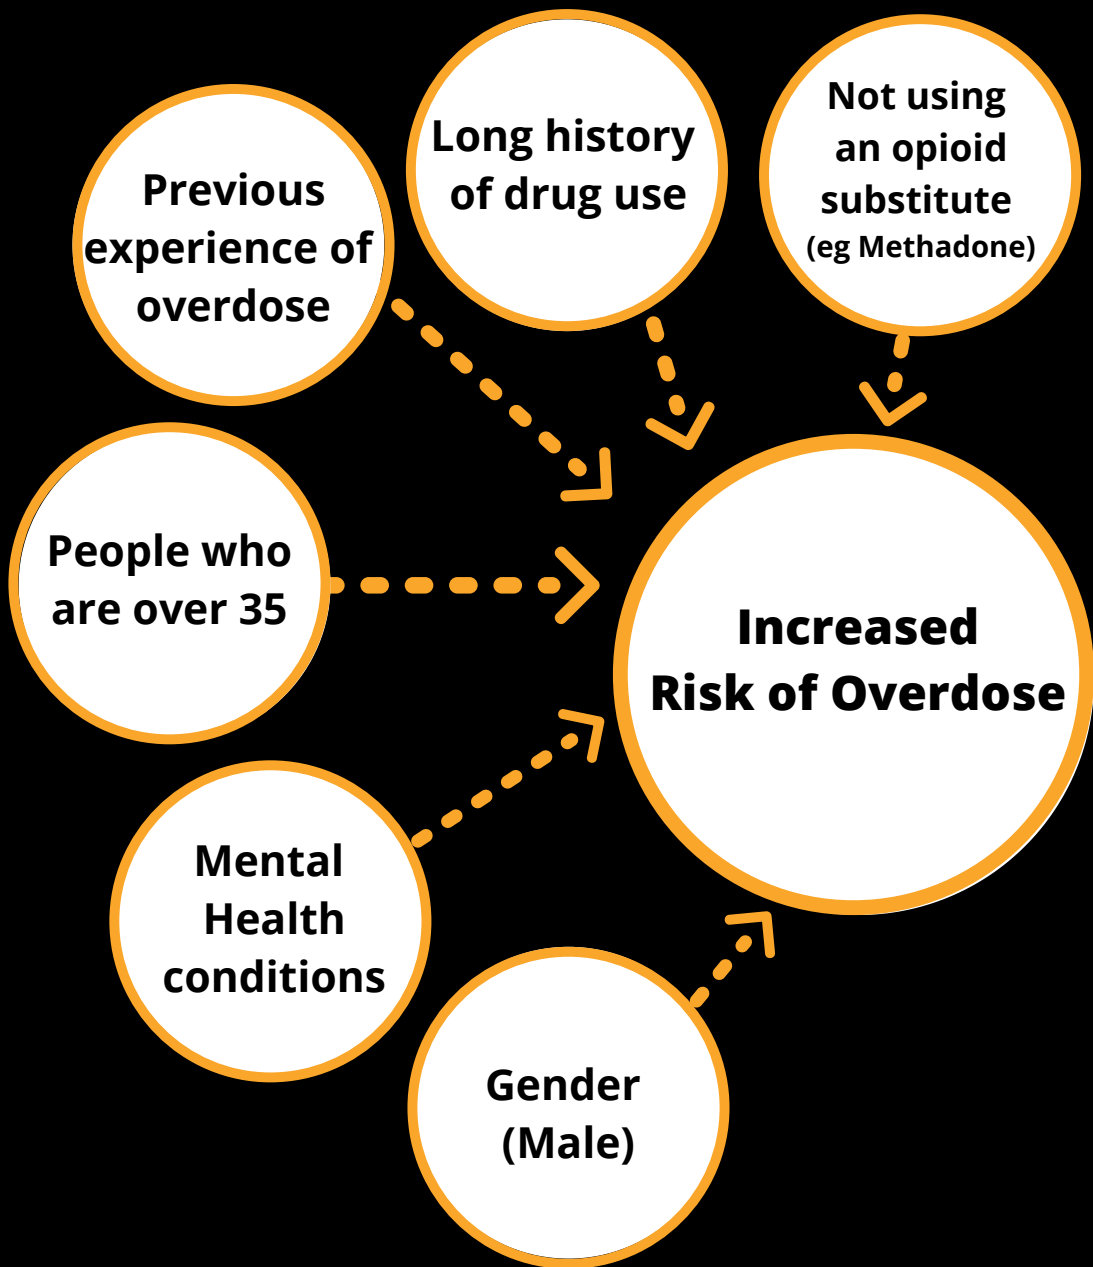 Previous
experience of
overdose
Long history
of drug use
Not using
an opioid
substitute
(eg Methadone)
People who
are over 35
Increased
Risk of Overdose
Mental
Health
conditions
Gender
(Male)